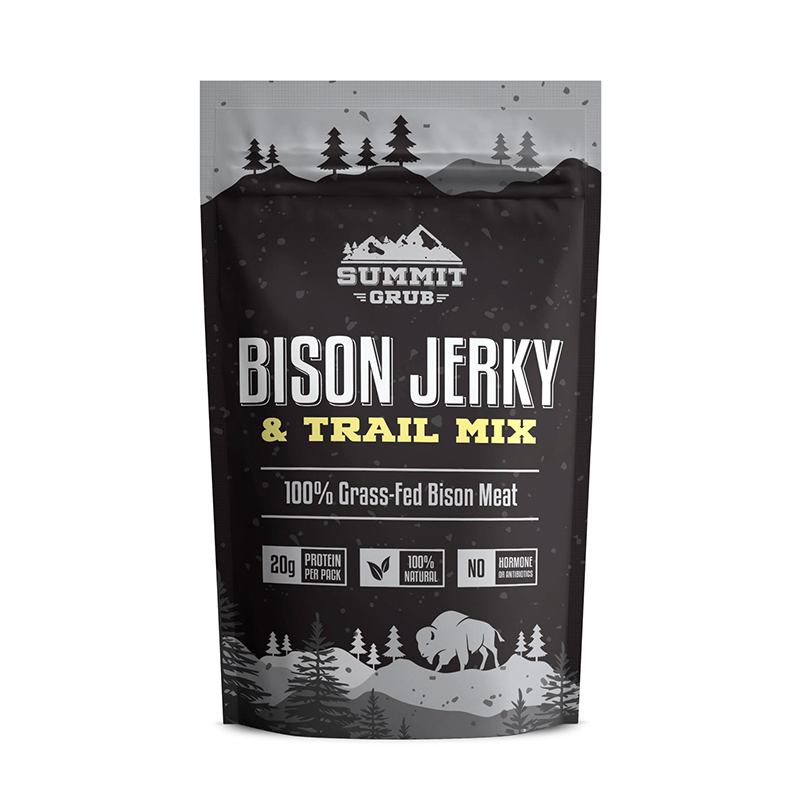 SUMMIT
GRUB
BISON JERKY
& TRAIL MIX
100% Grass-Fed Bison Meat
20g PROTEIN
PER PACK
100%
NATURAL
NO HORMONE
OR ANTIBIOTICS